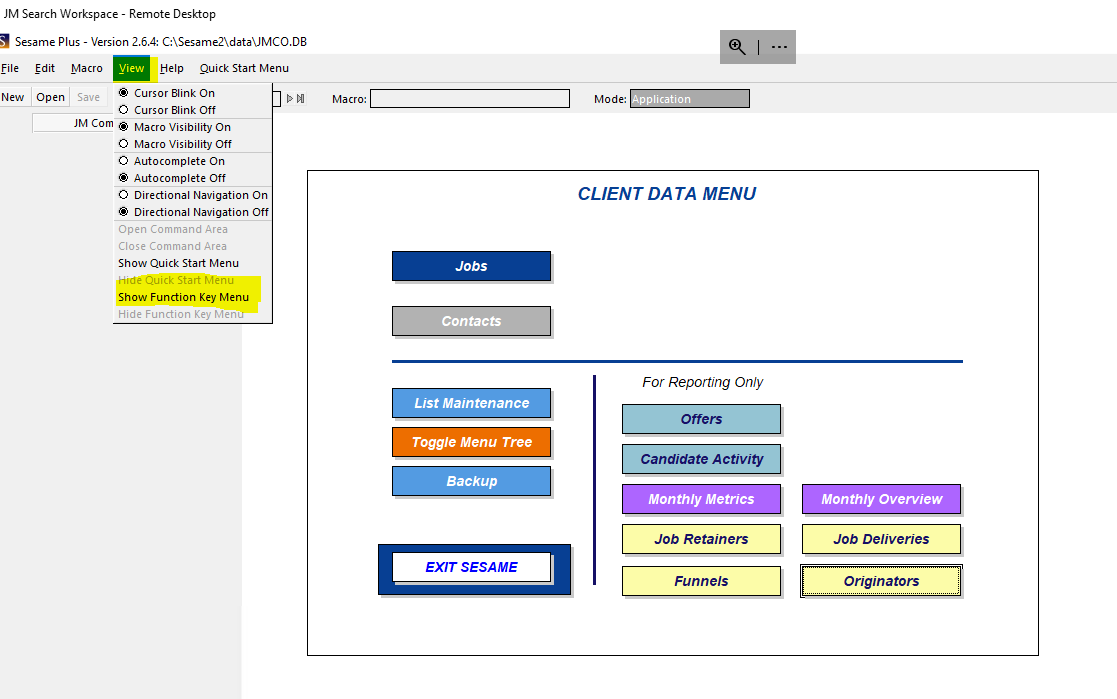 JM Search Workspace - Remote Desktop
Sesame Plus - Version 2.6.4: C:\Sesame2\data\JMCO.DB
File Edit Macro View Help Quick Start Menu
New Open Save
Macro:
Mode: Application
JM Com
Cursor Blink On
Cursor Blink Off
Macro Visibility On
Macro Visibility Off
Autocomplete On
Autocomplete Off
Directional Navigation On
Directional Navigation Off
Open Command Area
Close Command Area
Show Quick Start Menu
Hide Quick Start Menu
Show Function Key Menu
Hide Function Key Menu
CLIENT DATA MENU
Jobs
Contacts
List Maintenance
Toggle Menu Tree
Backup
EXIT SESAME
For Reporting Only
Offers
Candidate Activity
Monthly Metrics Monthly Overview
Job Retainers Job Deliveries
Funnels Originators